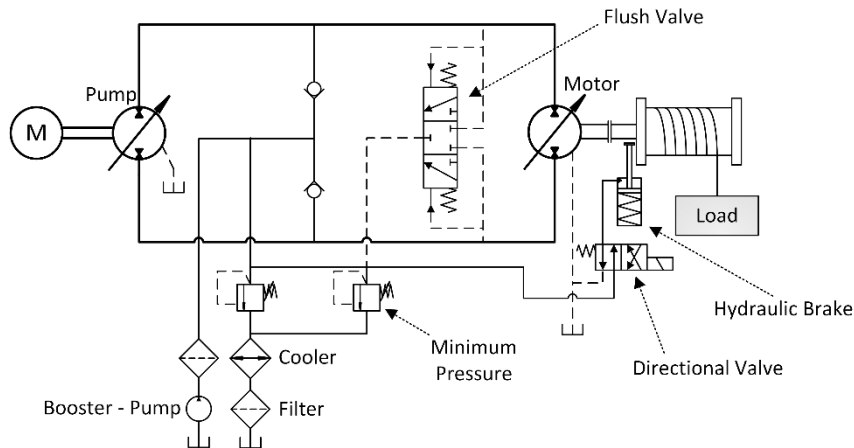 Flush Valve
Pump
Motor
M
Load
Hydraulic Brake
Minimum
Pressure
Cooler
Directional Valve
Booster - Pump
Filter